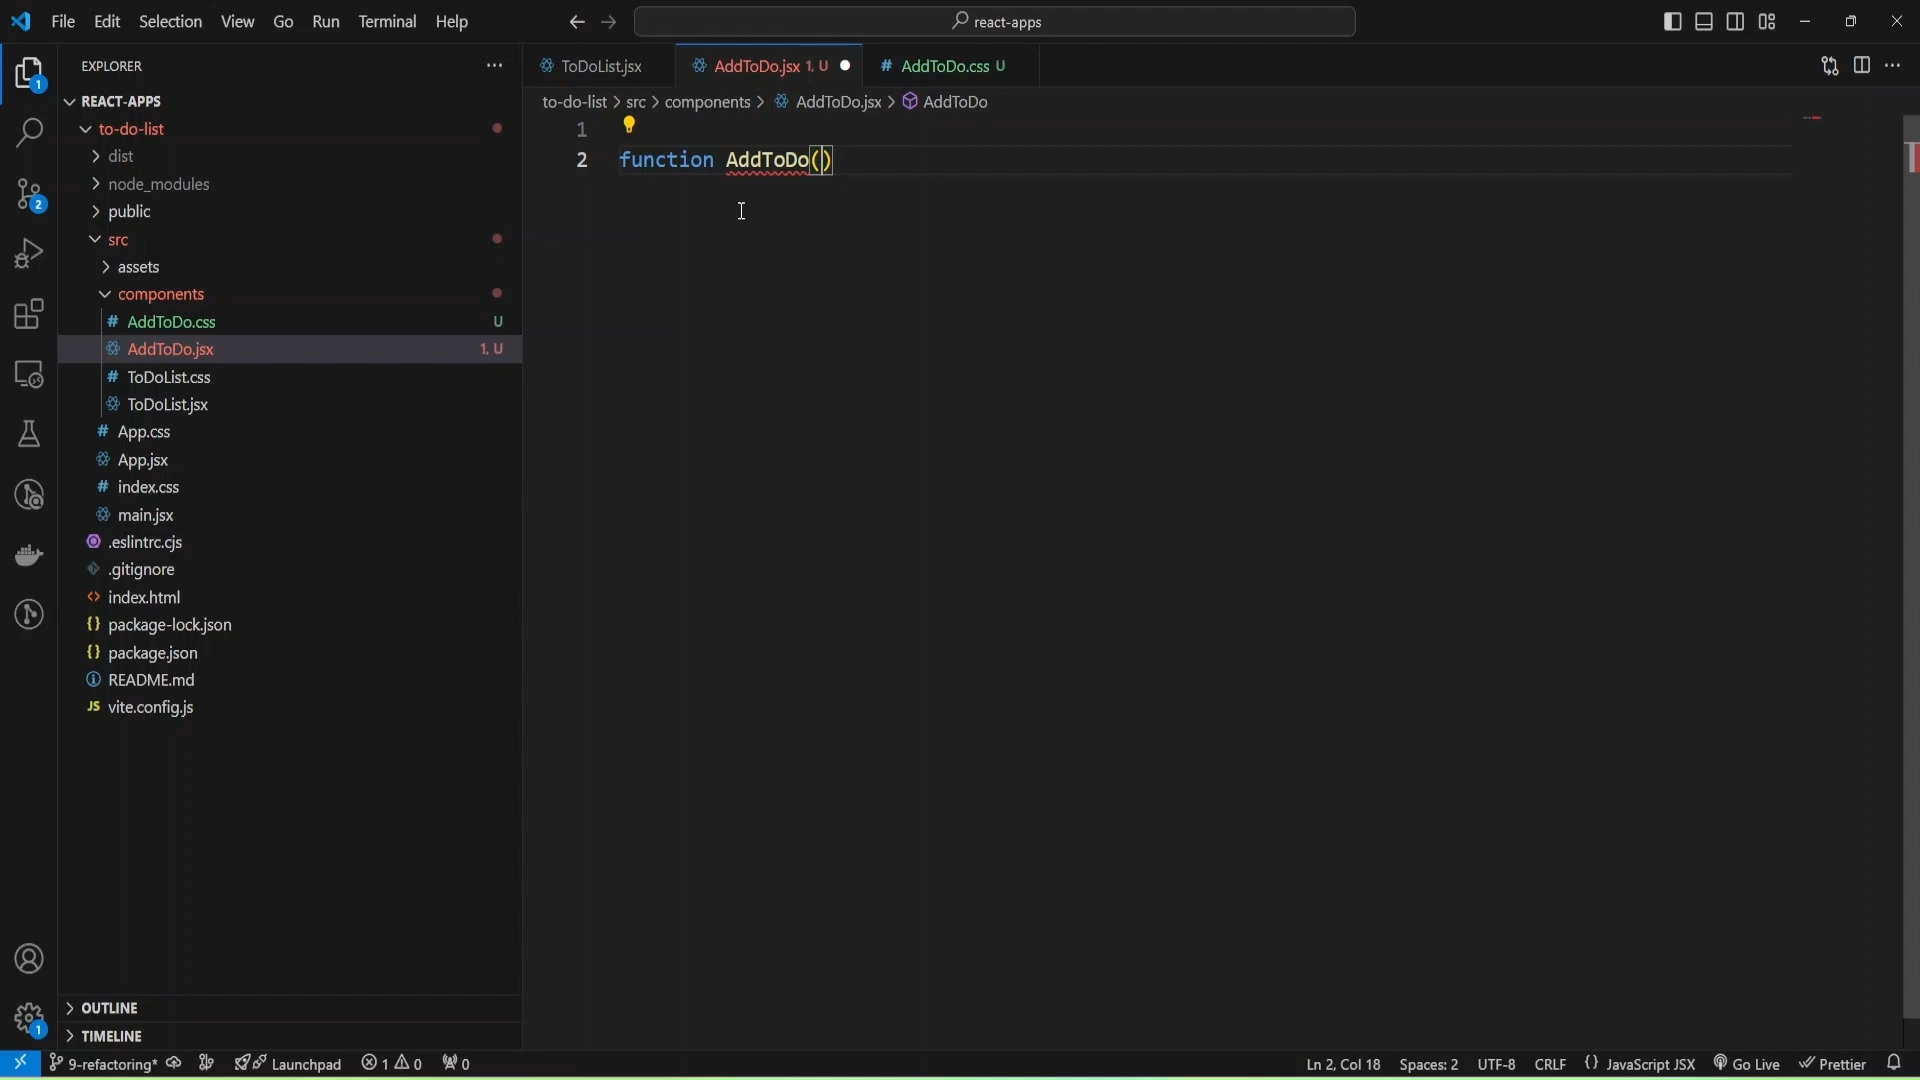 File Edit Selection View Go Run Terminal Help
react-apps
EXPLORER
REACT-APPS
to-do-list
dist
node_modules
public
src
assets
components
# AddToDo.css U
AddToDo.jsx 1, U
# ToDoList.css
ToDoList.jsx
# App.css
App.jsx
# index.css
main.jsx
.eslintrc.cjs
.gitignore
<> index.html
{} package-lock.json
{} package.json
README.md
JS vite.config.js
OUTLINE
TIMELINE
1
2
1
ToDoList.jsx AddToDo.jsx 1, U # AddToDo.css U
to-do-list > src > components > AddToDo.jsx > AddToDo
1
2 function AddToDo()
9-refactoring* Launchpad 1 0 0 Ln 2, Col 18 Spaces: 2 UTF-8 CRLF {} JavaScript JSX Go Live Prettier